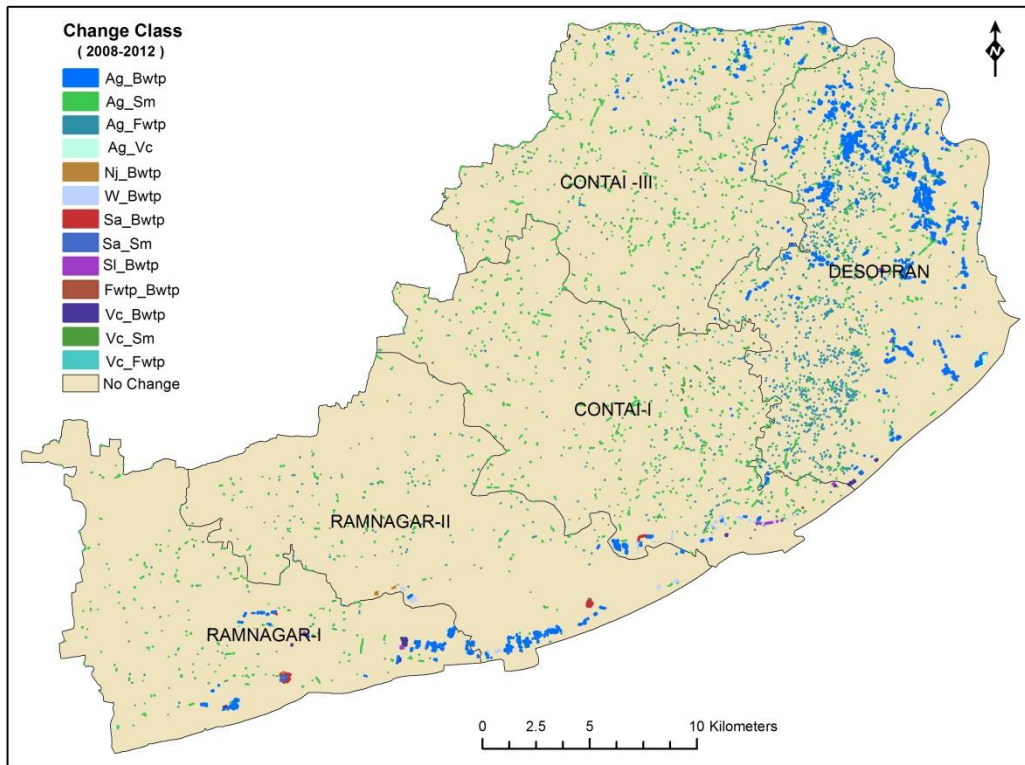 Change Class
( 2008-2012 )
Ag_Bwtp
Ag_Sm
Ag_Fwtp
Ag_Vc
Nj_Bwtp
W_Bwtp
Sa_Bwtp
Sa_Sm
Sl_Bwtp
Fwtp_Bwtp
Vc_Bwtp
Vc_Sm
Vc_Fwtp
No Change
N
CONTAI -III
DESOPRAN
CONTAI-I
RAMNAGAR-II
RAMNAGAR-I
0 2.5 5 10 Kilometers